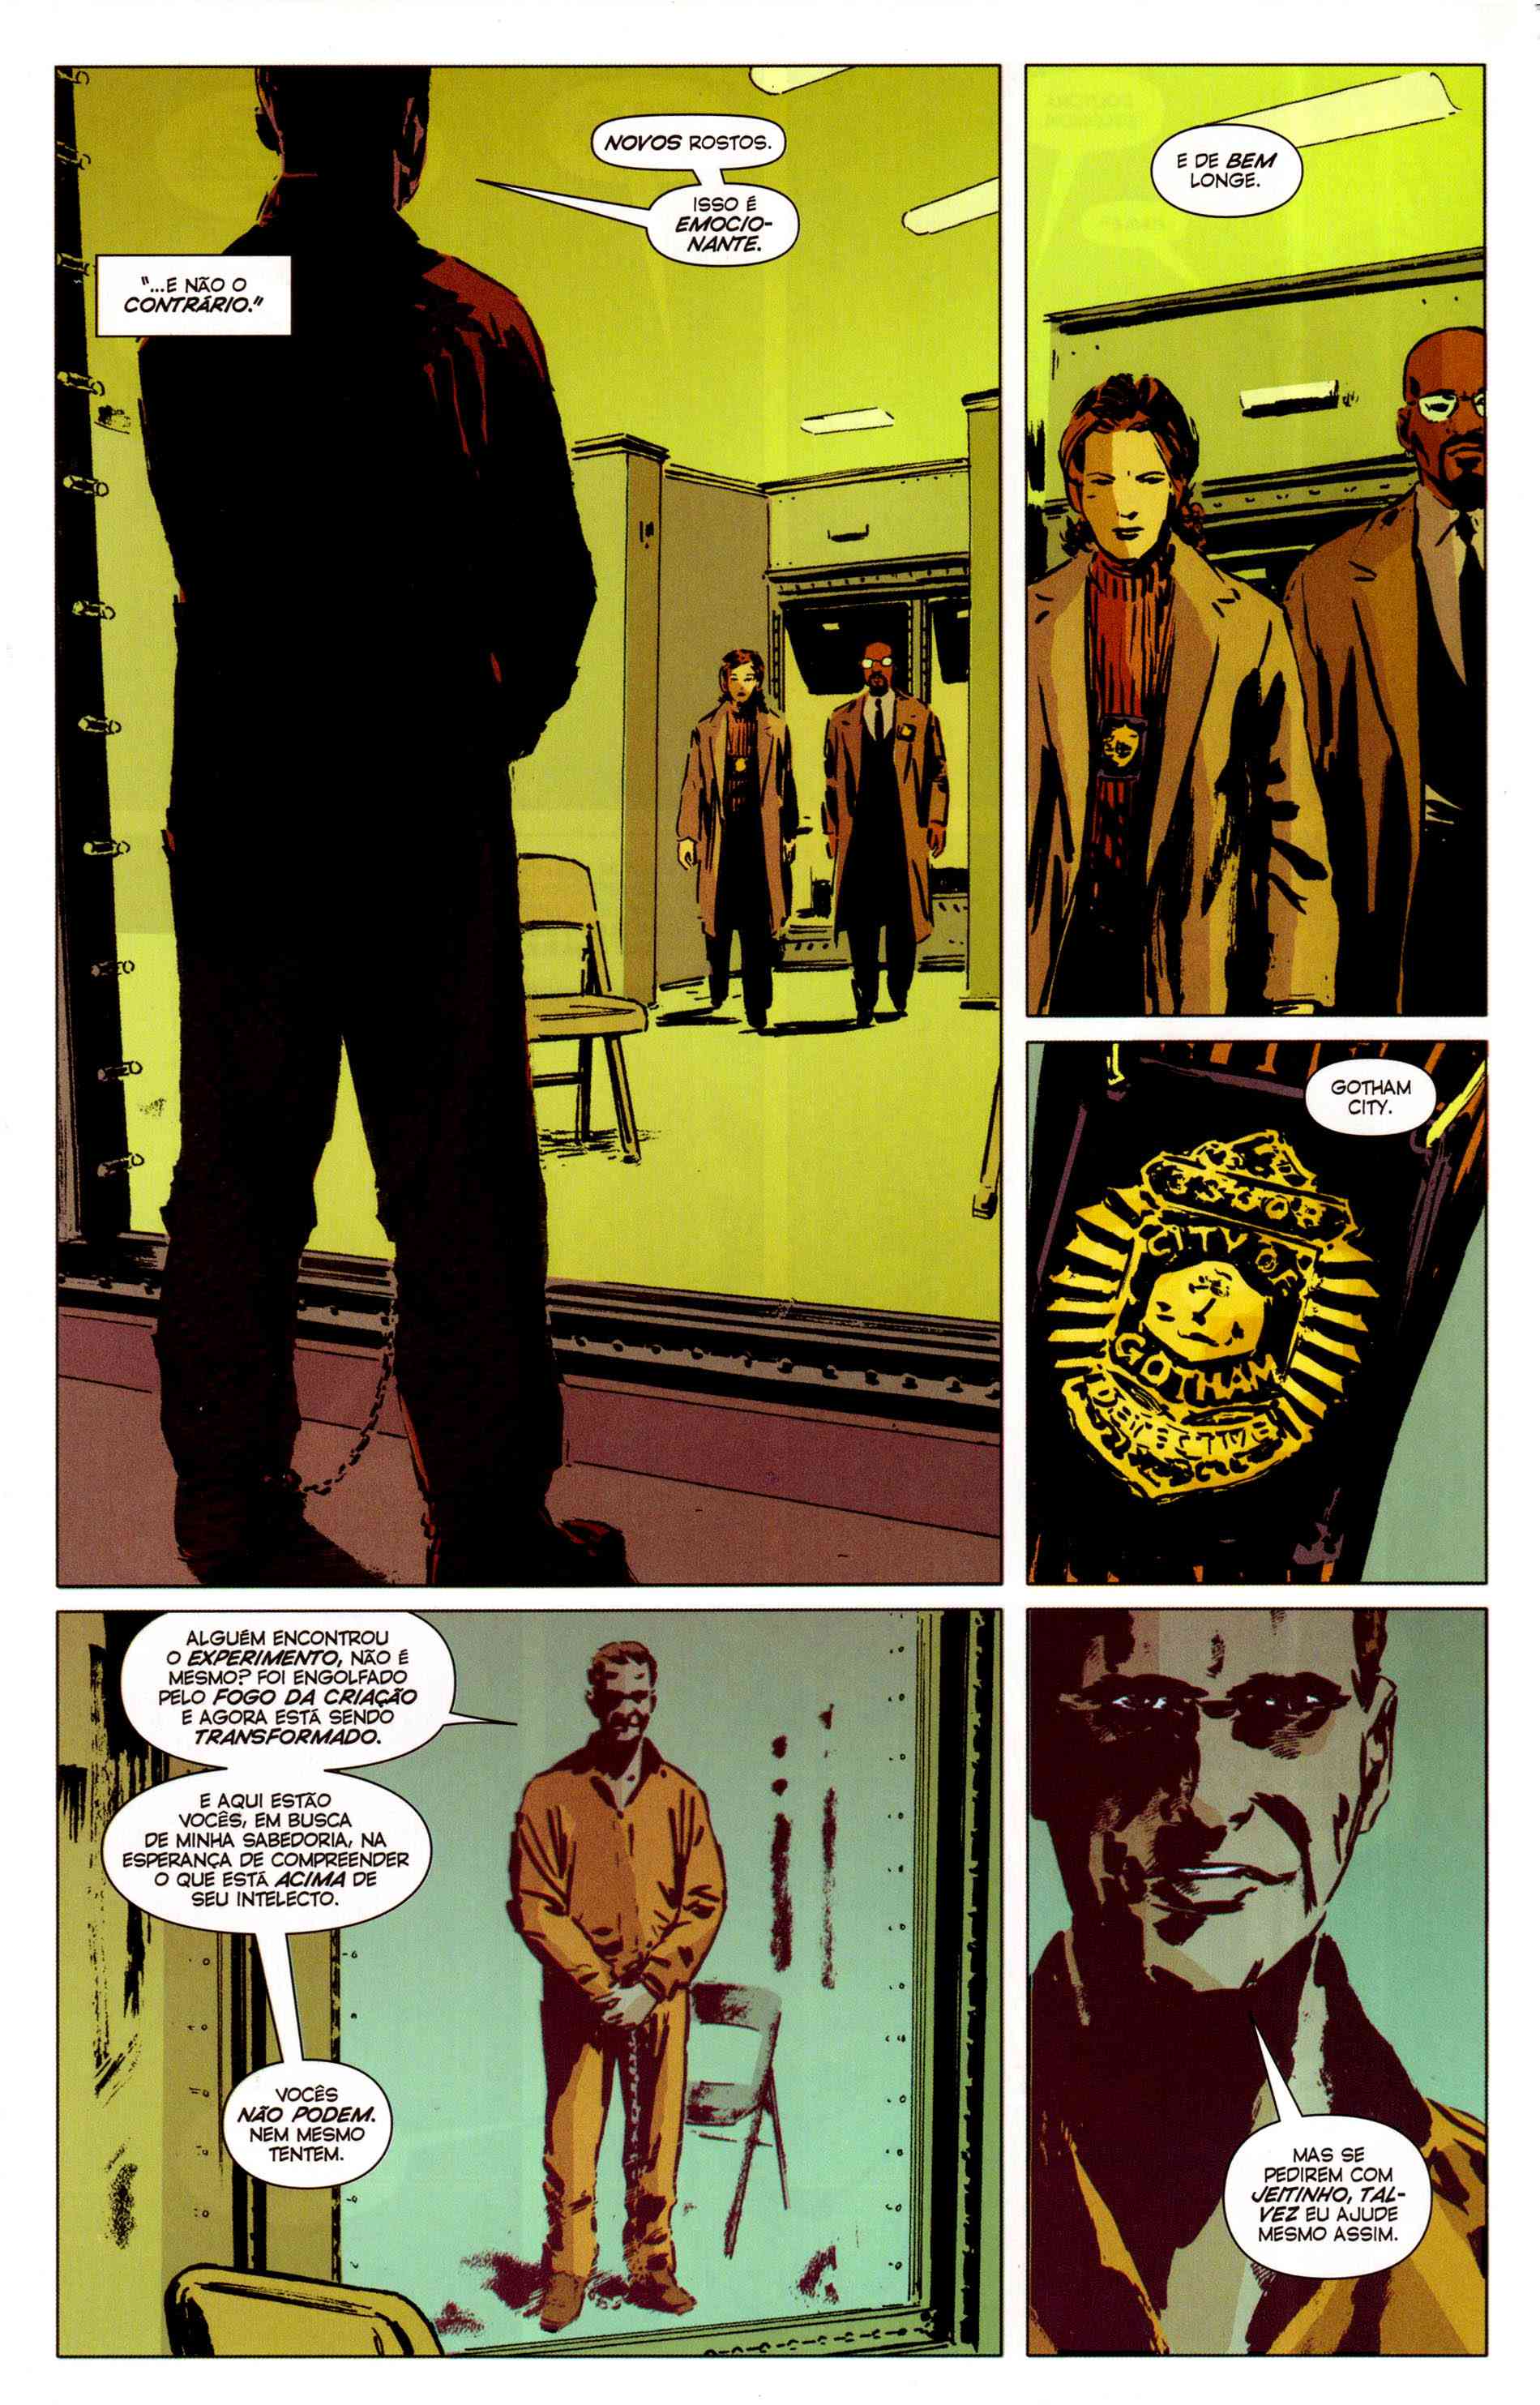 "...E NÃO O
CONTRÁRIO."
NOVOS ROSTOS.
ISSO É
EMOCIO-
NANTE.
E DE BEM
LONGE.
GOTHAM
CITY.
CITY OF
GOTHAM
DETECTIVE
ALGUÉM ENCONTROU
O EXPERIMENTO, NÃO É
MESMO? FOI ENGOLFADO
PELO FOGO DA CRIAÇÃO
E AGORA ESTÁ SENDO
TRANSFORMADO.
E AQUI ESTÃO
VOCÊS, EM BUSCA
DE MINHA SABEDORIA, NA
ESPERANÇA DE COMPREENDER
O QUE ESTÁ ACIMA DE
SEU INTELECTO.
VOCÊS
NÃO PODEM.
NEM MESMO
TENTEM.
MAS SE
PEDIREM COM
JEITINHO, TAL-
VEZ EU AJUDE
MESMO ASSIM.